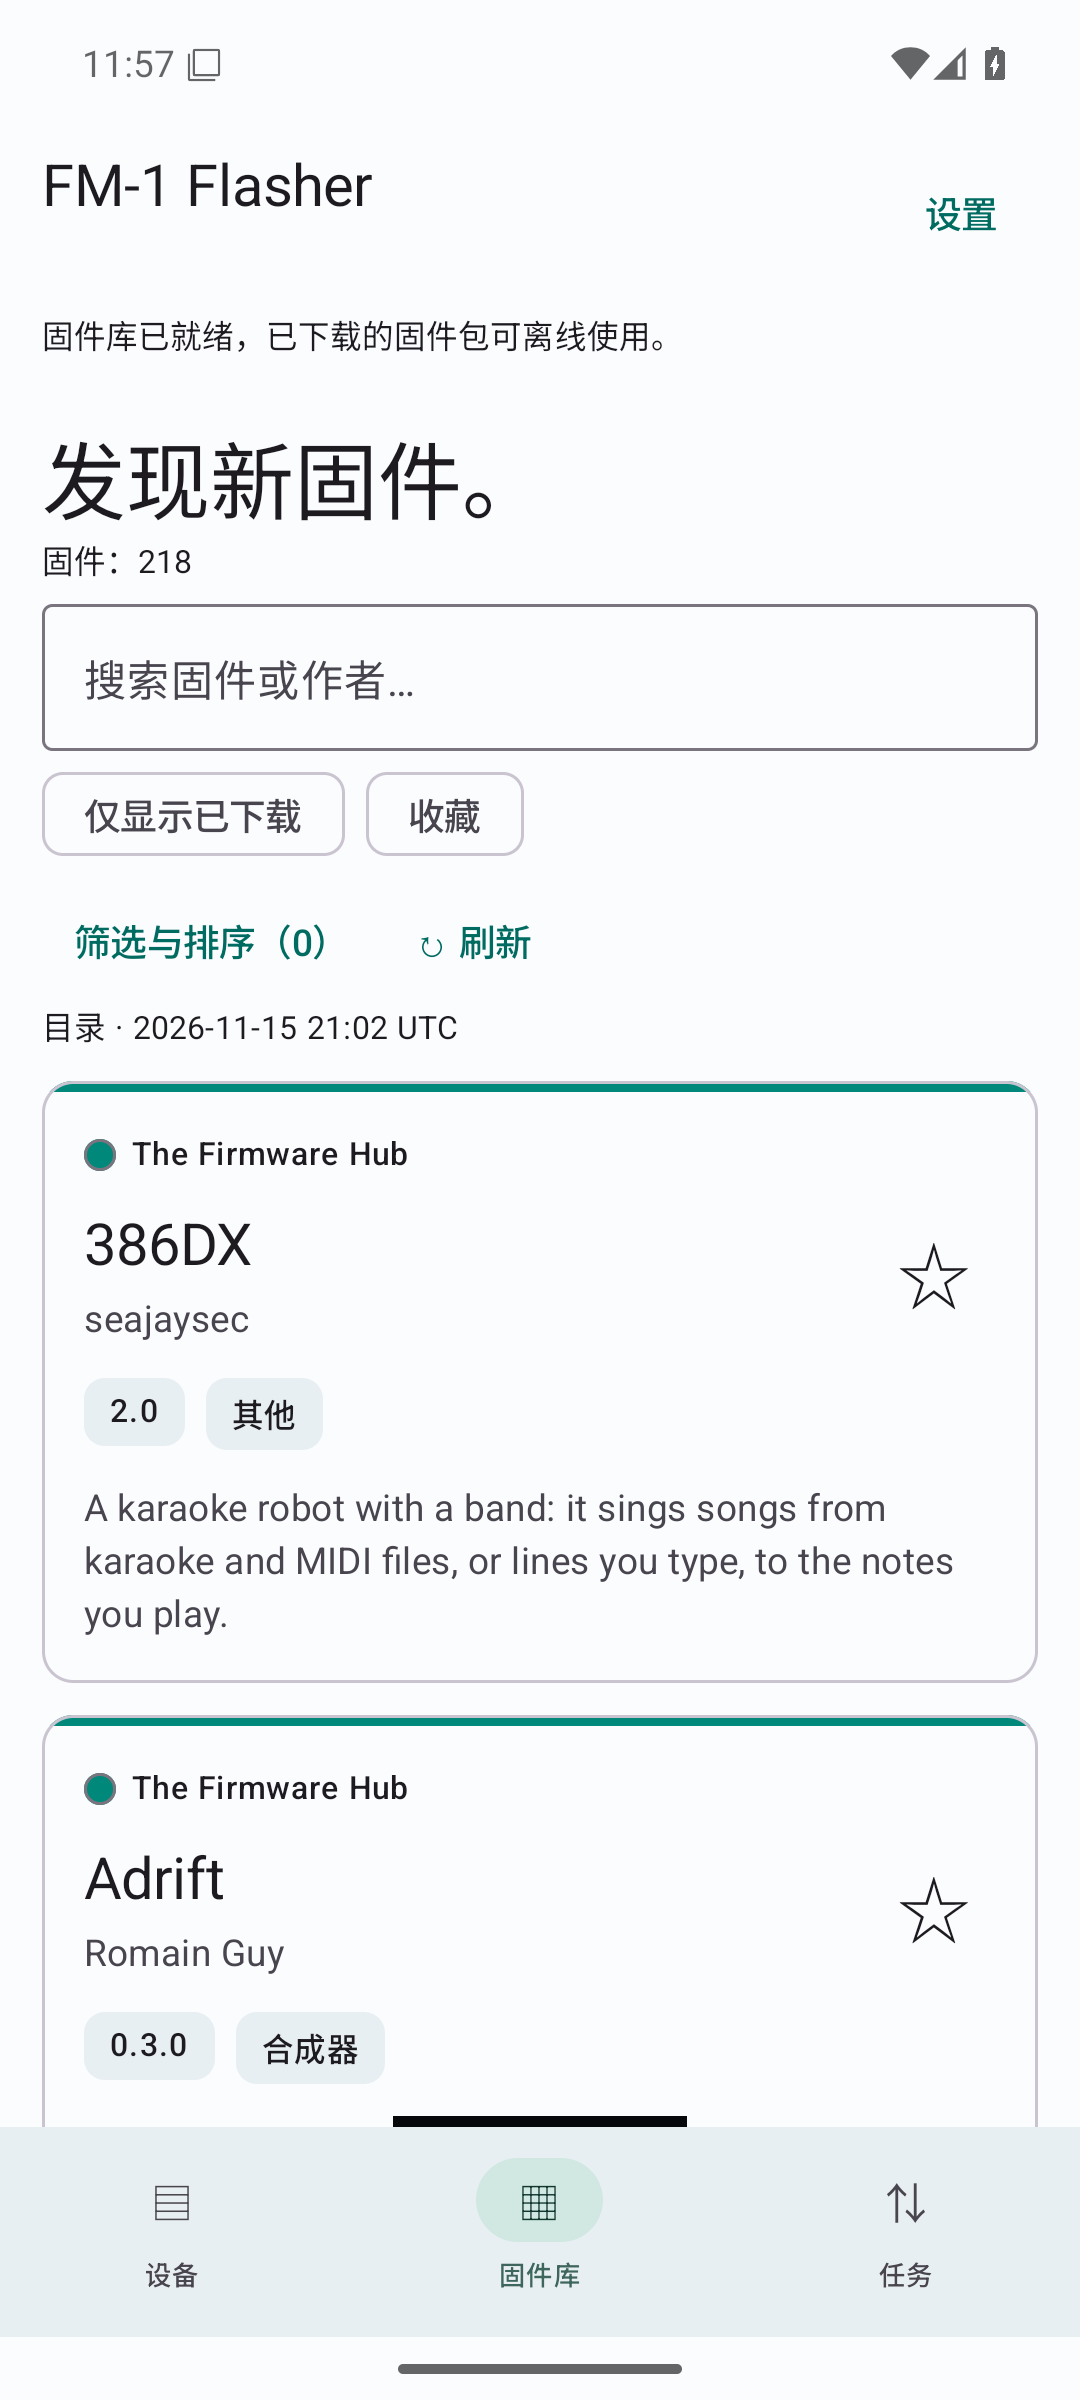 11:57
FM-1 Flasher
设置
固件库已就绪，已下载的固件包可离线使用。
发现新固件。
固件：218
搜索固件或作者…
仅显示已下载
收藏
筛选与排序（0）
刷新
目录 · 2026-11-15 21:02 UTC
The Firmware Hub
386DX
seajaysec
2.0
其他
A karaoke robot with a band: it sings songs from
karaoke and MIDI files, or lines you type, to the notes
you play.
The Firmware Hub
Adrift
Romain Guy
0.3.0
合成器
设备
固件库
任务